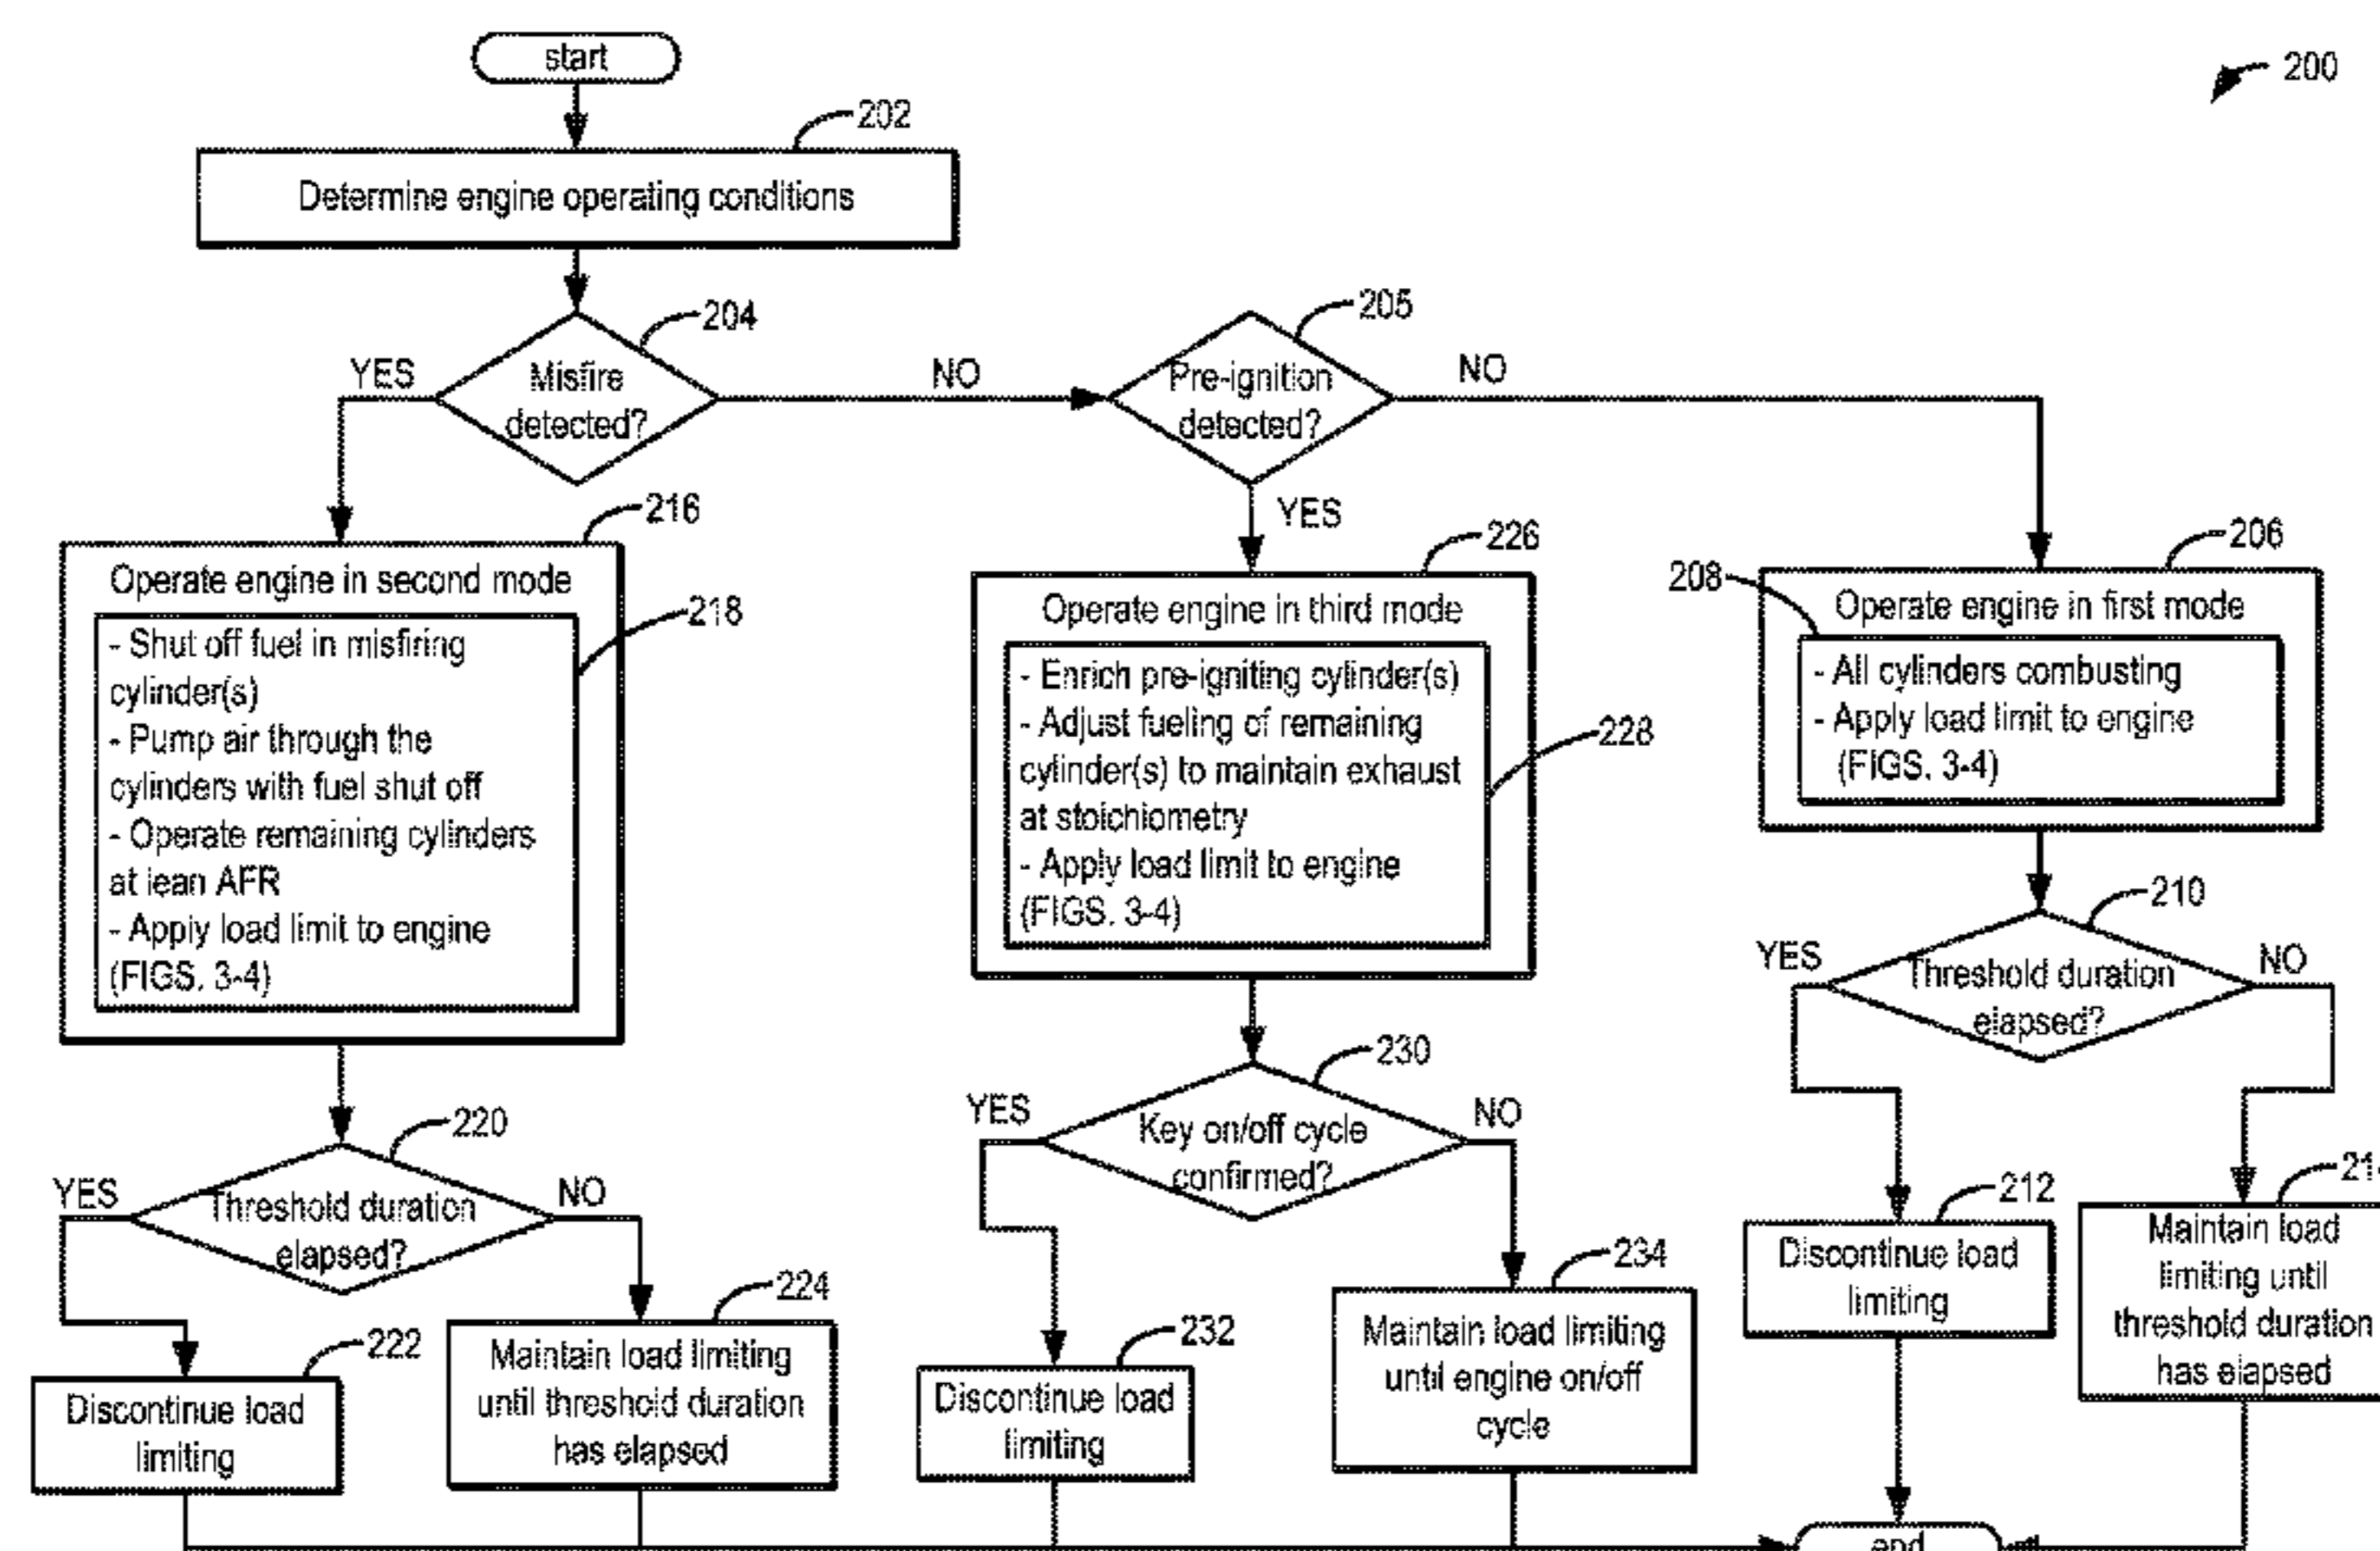 start
200
202
Determine engine operating conditions
204
205
YES
Misfire
detected?
NO
Pre-ignition
detected?
NO
YES
216
Operate engine in second mode
218
- Shut off fuel in misfiring
cylinder(s)
- Pump air through the
cylinders with fuel shut off
- Operate remaining cylinders
at lean AFR
- Apply load limit to engine
(FIGS. 3-4)
226
Operate engine in third mode
228
- Enrich pre-igniting cylinder(s)
- Adjust fueling of remaining
cylinder(s) to maintain exhaust
at stoichiometry
- Apply load limit to engine
(FIGS. 3-4)
206
208
Operate engine in first mode
- All cylinders combusting
- Apply load limit to engine
(FIGS. 3-4)
210
YES
Threshold duration
elapsed?
NO
220
YES
Threshold duration
elapsed?
NO
230
YES
Key on/off cycle
confirmed?
NO
222
Discontinue load
limiting
224
Maintain load limiting
until threshold duration
has elapsed
232
Discontinue load
limiting
234
Maintain load limiting
until engine on/off
cycle
212
Discontinue load
limiting
214
Maintain load
limiting until
threshold duration
has elapsed
end